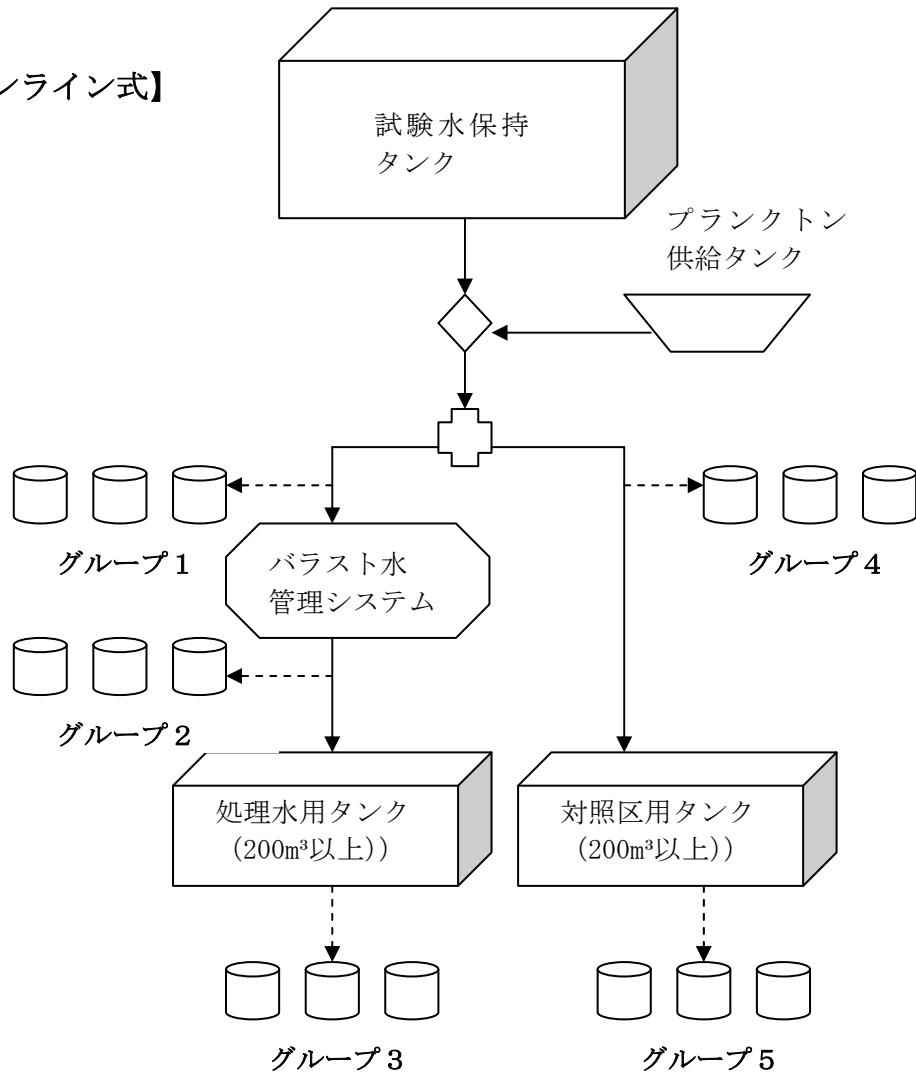 ンライン式】
試験水保持
タンク
プランクトン
供給タンク
グループ１
グループ４
バラスト水
管理システム
グループ２
処理水用タンク
（200m³以上））
対照区用タンク
（200m³以上））
グループ３
グループ５